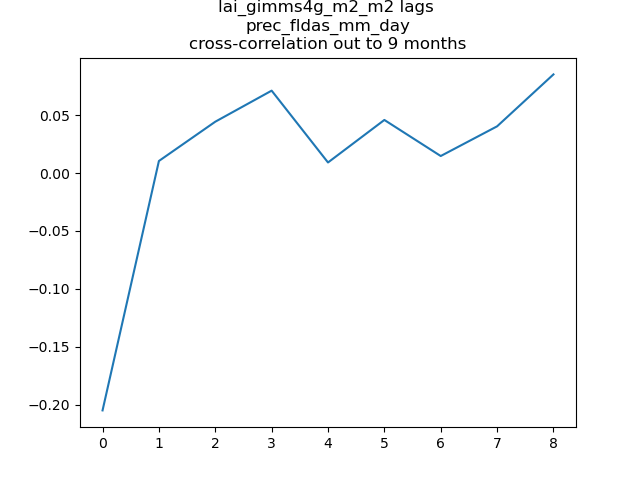 lai_gimms4g_m2_m2 lags
prec_fldas_mm_day
cross-correlation out to 9 months
0.05
0.00
−0.05
−0.10
−0.15
−0.20
0 1 2 3 4 5 6 7 8